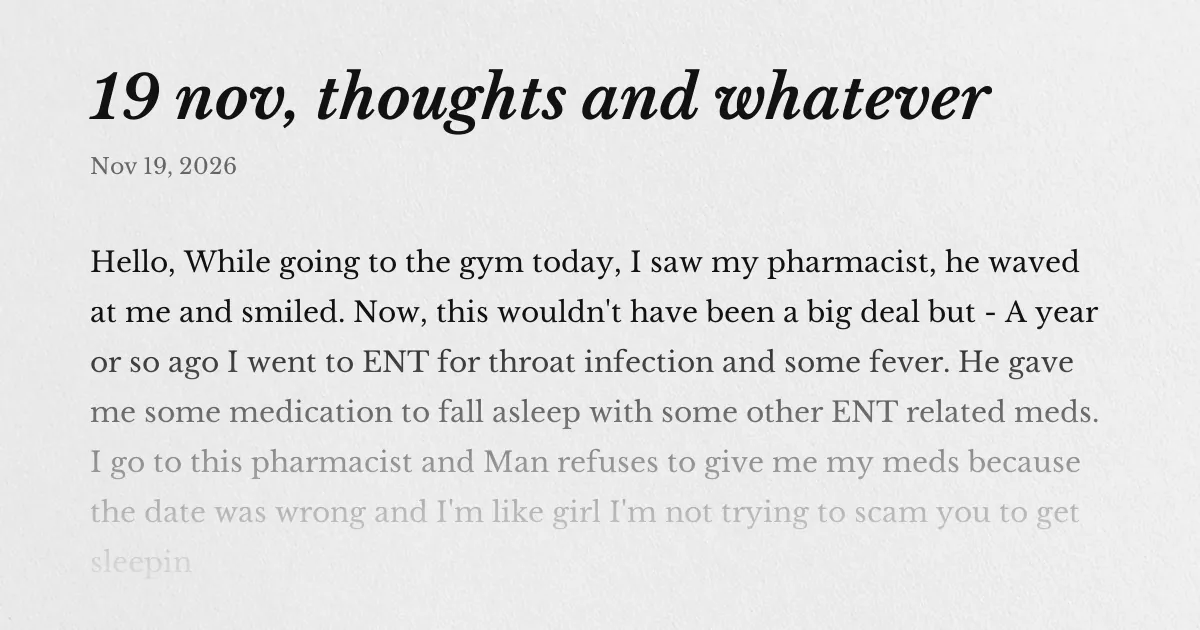 19 nov, thoughts and whatever
Nov 19, 2026
Hello, While going to the gym today, I saw my pharmacist, he waved
at me and smiled. Now, this wouldn't have been a big deal but - A year
or so ago I went to ENT for throat infection and some fever. He gave
me some medication to fall asleep with some other ENT related meds.
I go to this pharmacist and Man refuses to give me my meds because
the date was wrong and I'm like girl I'm not trying to scam you to get
sleepin